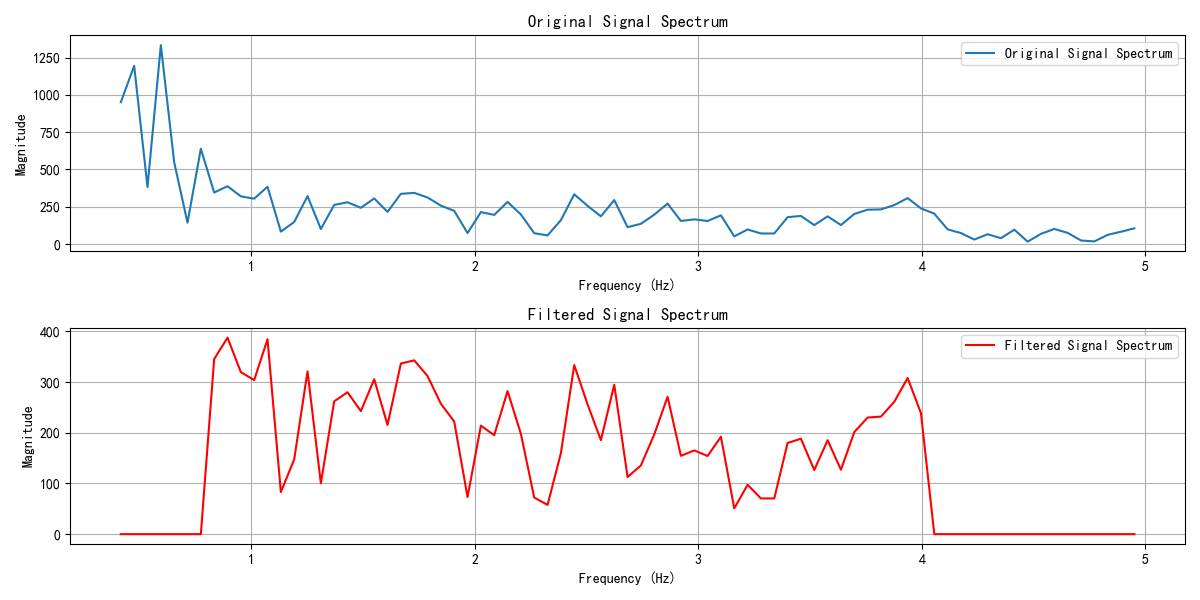 Original Signal Spectrum
Original Signal Spectrum
Magnitude
1250
1000
750
500
250
0
1 2 3 4 5
Frequency (Hz)
Filtered Signal Spectrum
Filtered Signal Spectrum
Magnitude
400
300
200
100
0
1 2 3 4 5
Frequency (Hz)